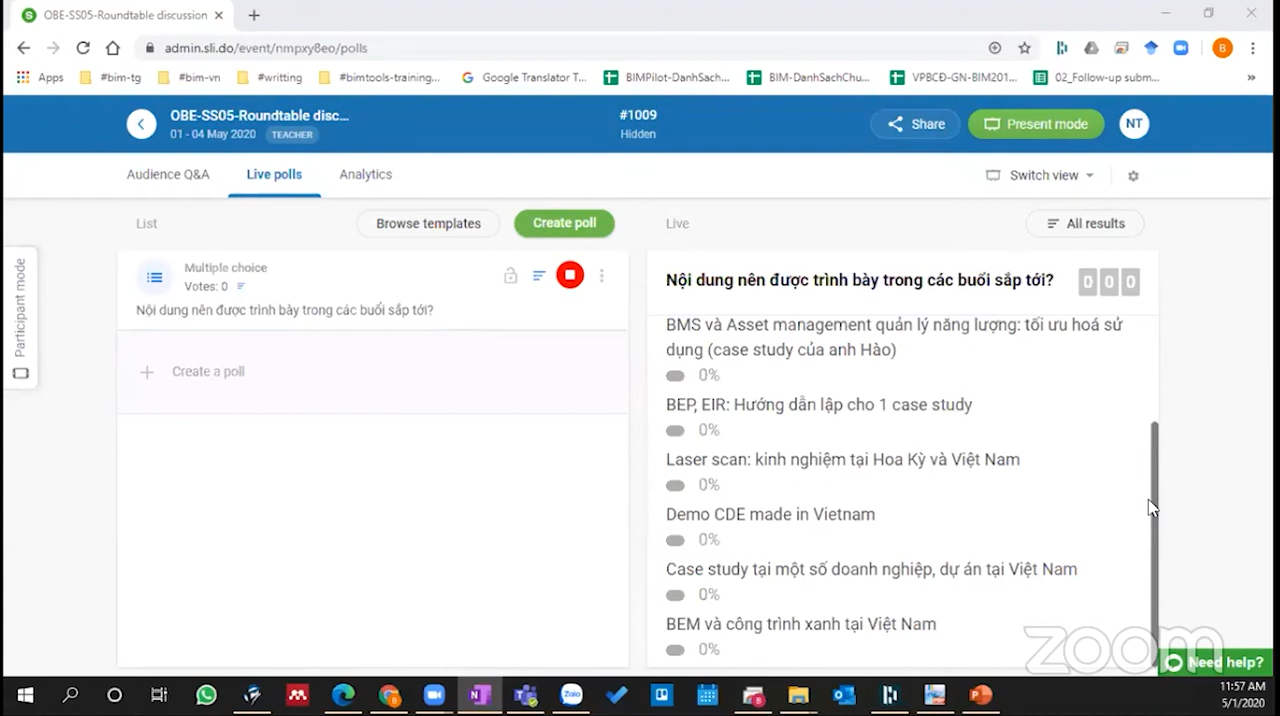 OBE-SS05-Roundtable discussion
admin.sli.do/event/nmpxy8eo/polls
B
Apps
#bim-tg
#bim-vn
#writting
#bimtools-training...
Google Translator T...
BIMPilot-DanhSach...
BIM-DanhSachChu...
VPBCĐ-GN-BIM201...
02_Follow-up subm...
OBE-SS05-Roundtable disc...
01 - 04 May 2020 TEACHER
#1009
Hidden
Share
Present mode
NT
Audience Q&A
Live polls
Analytics
Switch view
List
Browse templates
Create poll
Live
All results
Participant mode
Multiple choice
Votes: 0
Nội dung nên được trình bày trong các buổi sắp tới?
Create a poll
Nội dung nên được trình bày trong các buổi sắp tới? 000
BMS và Asset management quản lý năng lượng: tối ưu hoá sử
dụng (case study của anh Hào)
0%
BEP, EIR: Hướng dẫn lập cho 1 case study
0%
Laser scan: kinh nghiệm tại Hoa Kỳ và Việt Nam
0%
Demo CDE made in Vietnam
0%
Case study tại một số doanh nghiệp, dự án tại Việt Nam
0%
BEM và công trình xanh tại Việt Nam
0%
zoom
Need help?
Zalo
11:57 AM
5/1/2020